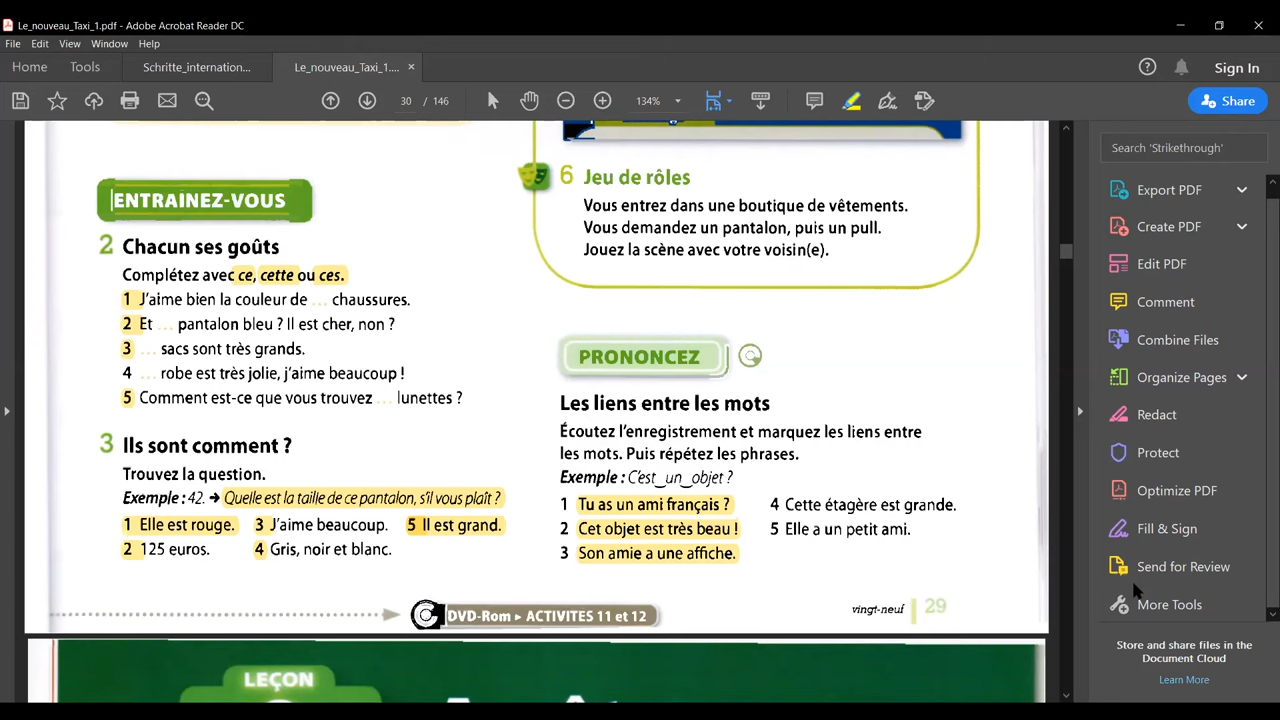 Le_nouveau_Taxi_1.pdf - Adobe Acrobat Reader DC
File Edit View Window Help
Home Tools Schritte_internation... Le_nouveau_Taxi_1.... ×
Sign In
30 / 146
134%
Share
ENTRAÎNEZ-VOUS
2 Chacun ses goûts
Complétez avec ce, cette ou ces.
1 J'aime bien la couleur de ... chaussures.
2 Et ... pantalon bleu ? Il est cher, non ?
3 ... sacs sont très grands.
4 ... robe est très jolie, j'aime beaucoup !
5 Comment est-ce que vous trouvez ... lunettes ?
3 Ils sont comment ?
Trouvez la question.
Exemple : 42. → Quelle est la taille de ce pantalon, s'il vous plaît ?
1 Elle est rouge. 3 J'aime beaucoup. 5 Il est grand.
2 125 euros. 4 Gris, noir et blanc.
6 Jeu de rôles
Vous entrez dans une boutique de vêtements.
Vous demandez un pantalon, puis un pull.
Jouez la scène avec votre voisin(e).
PRONONCEZ
Les liens entre les mots
Écoutez l'enregistrement et marquez les liens entre
les mots. Puis répétez les phrases.
Exemple : C'est_un_objet ?
1 Tu as un ami français ? 4 Cette étagère est grande.
2 Cet objet est très beau ! 5 Elle a un petit ami.
3 Son amie a une affiche.
DVD-Rom ▸ ACTIVITES 11 et 12
vingt-neuf 29
LEÇON
Search 'Strikethrough'
Export PDF
Create PDF
Edit PDF
Comment
Combine Files
Organize Pages
Redact
Protect
Optimize PDF
Fill & Sign
Send for Review
More Tools
Store and share files in the
Document Cloud
Learn More